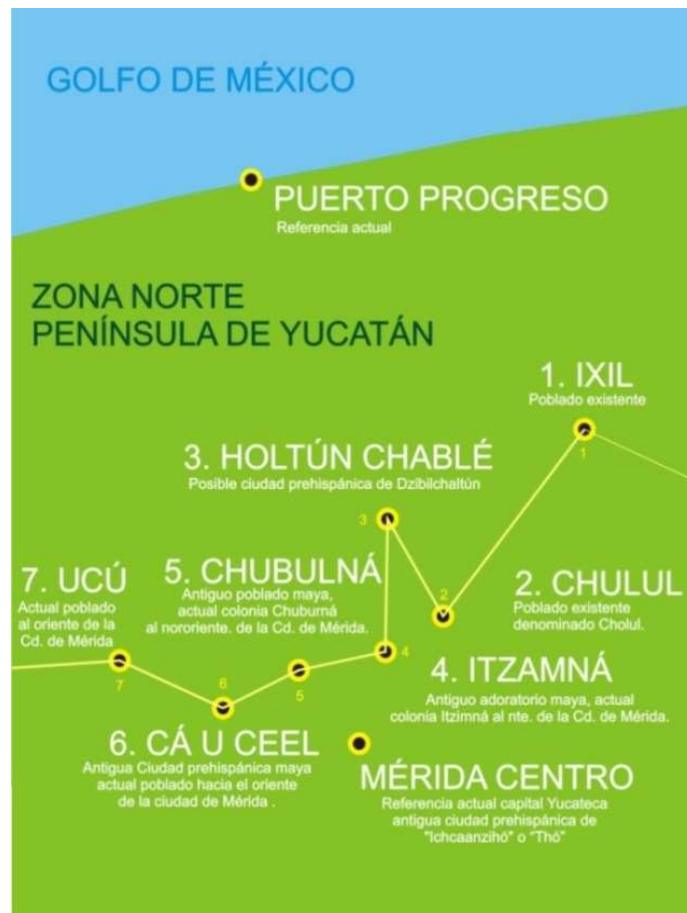 GOLFO DE MÉXICO
PUERTO PROGRESO
Referencia actual
ZONA NORTE
PENÍNSULA DE YUCATÁN
1. IXIL
Poblado existente
1
3. HOLTÚN CHABLÉ
Posible ciudad prehispánica de Dzibilchaltún
3
2
2. CHULUL
Poblado existente
denominado Cholul.
5. CHUBULNÁ
Antiguo poblado maya,
actual colonia Chuburná
al nororiente. de la Cd. de Mérida.
5
7. UCÚ
Actual poblado
al oriente de la
Cd. de Mérida
7
4
4. ITZAMNÁ
Antiguo adoratorio maya, actual
colonia Itzimná al nte. de la Cd. de Mérida.
6
6. CÁ U CEEL
Antigua Ciudad prehispánica maya
actual poblado hacia el oriente
de la ciudad de Mérida .
MÉRIDA CENTRO
Referencia actual capital Yucateca
antigua ciudad prehispánica de
"Ichcaanzihó" o "Thó"